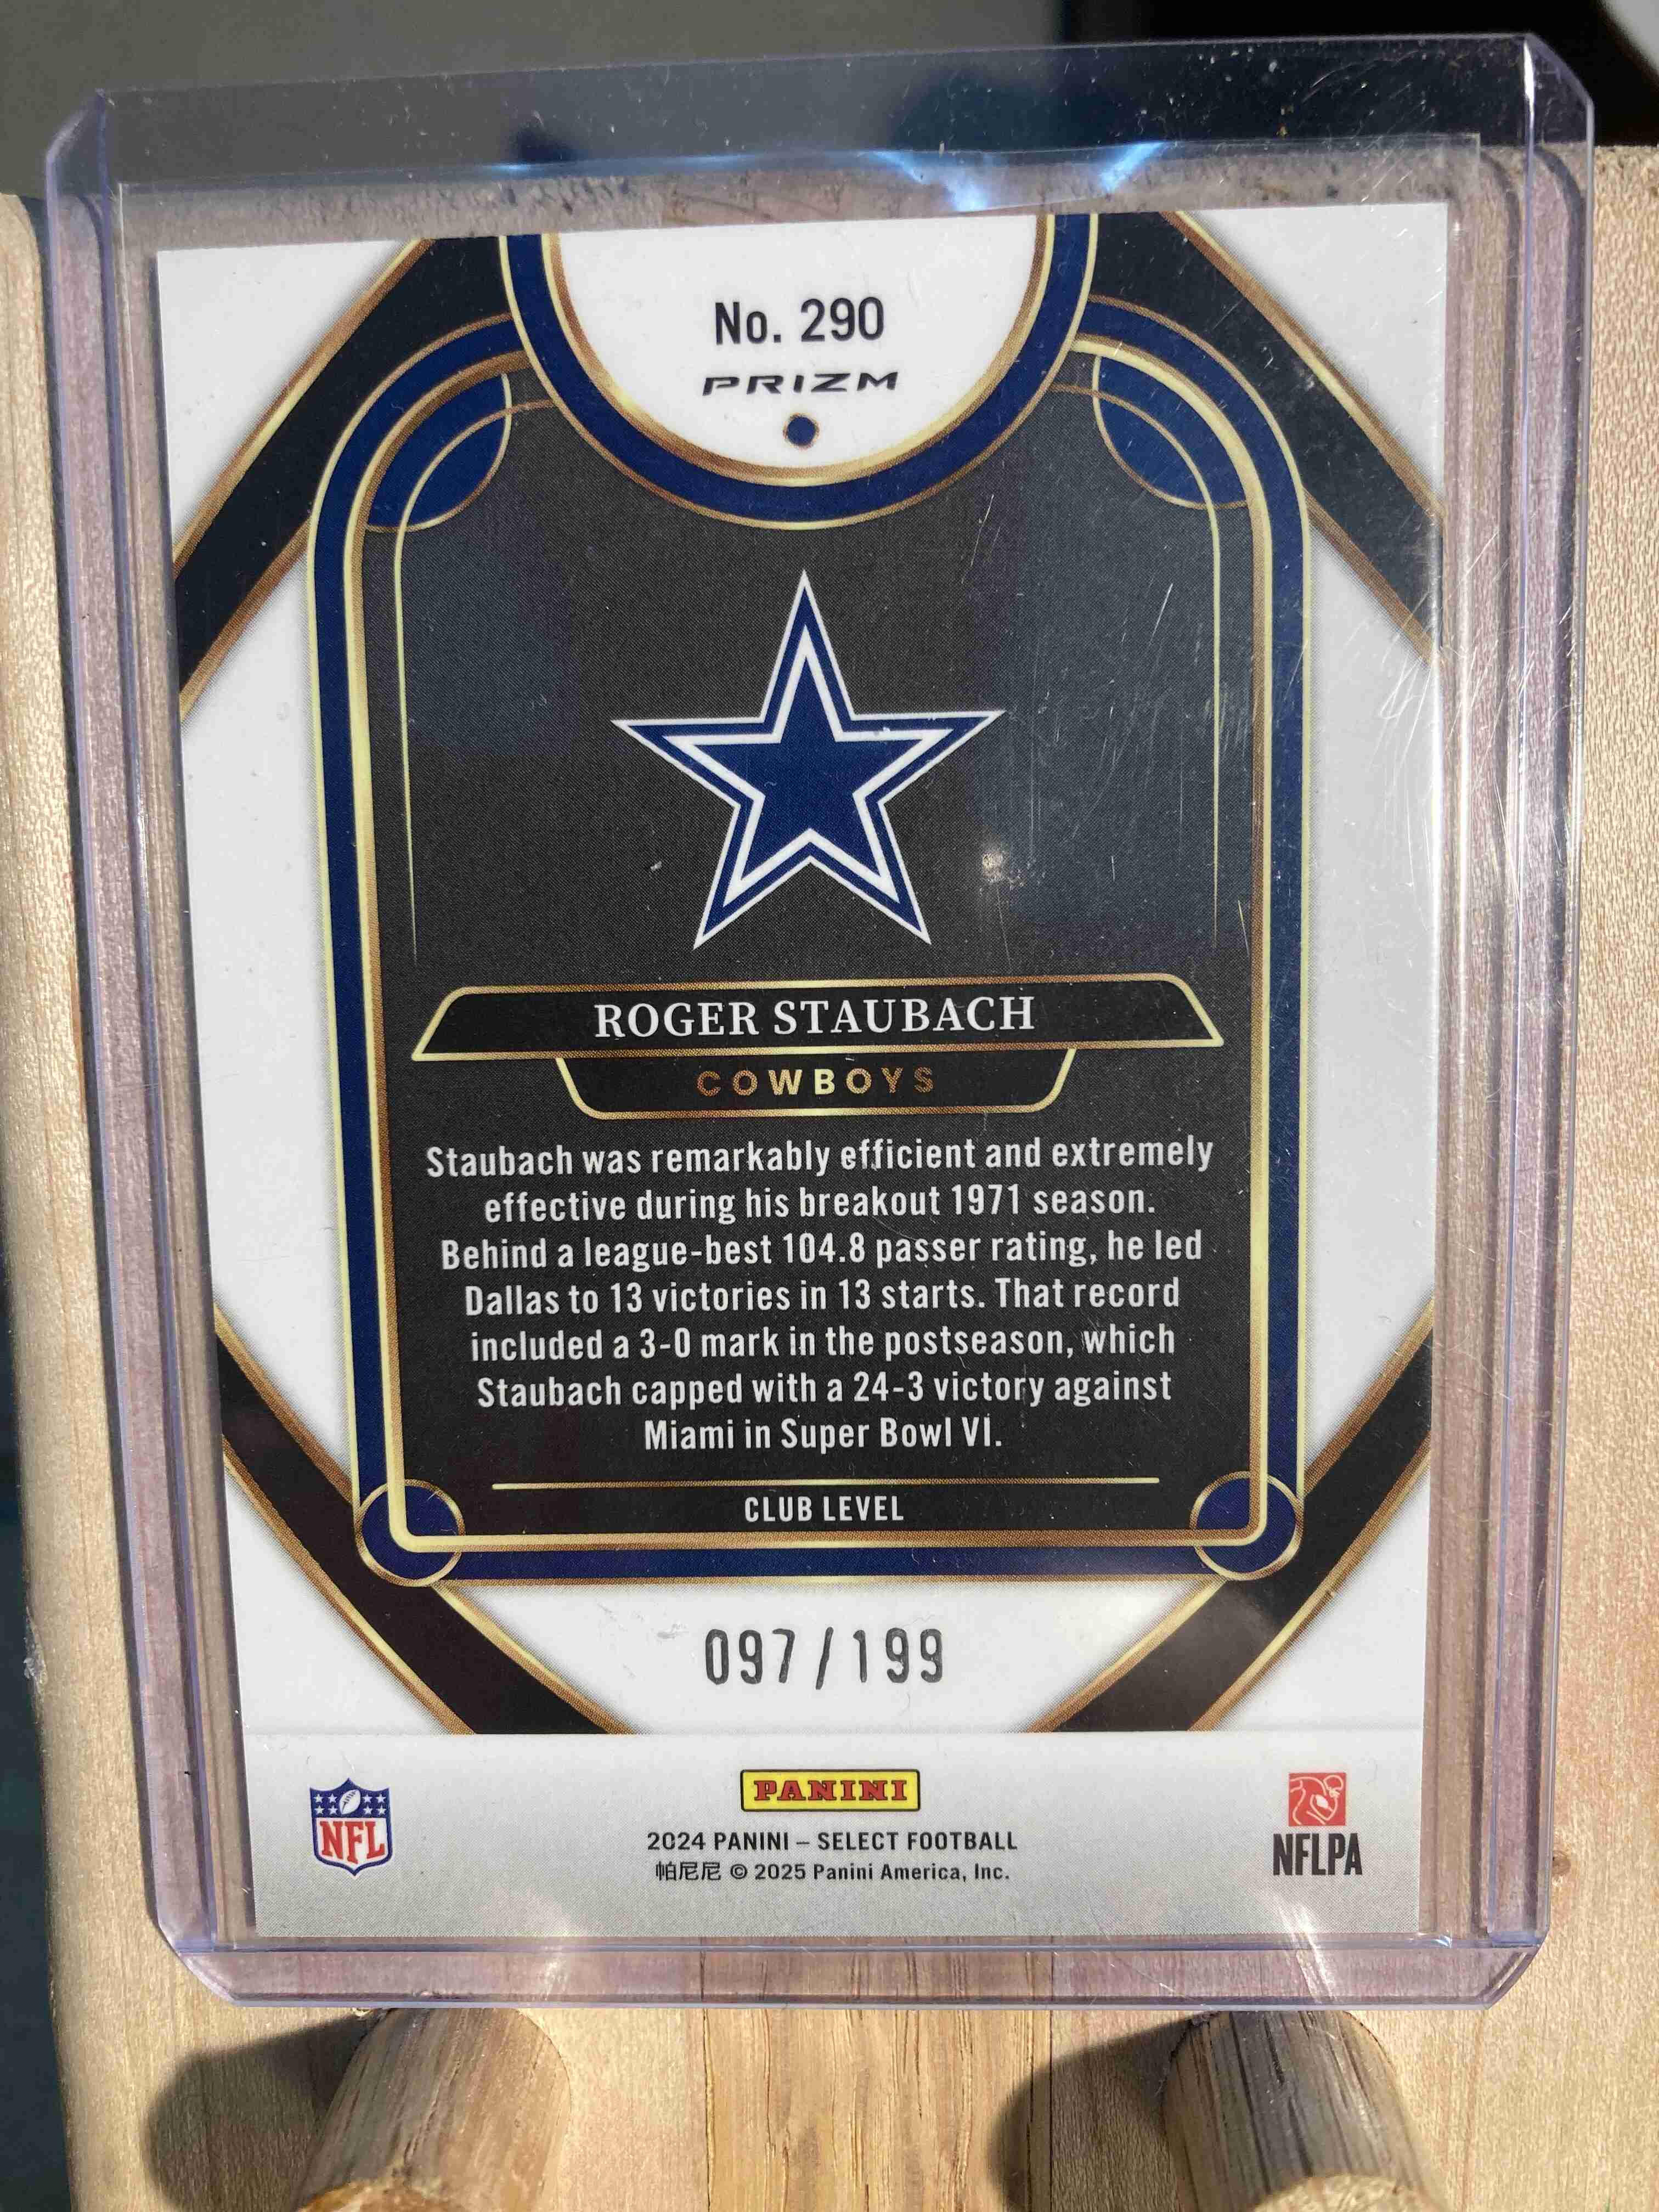 No. 290
PRIZM
ROGER STAUBACH
COWBOYS
Staubach was remarkably efficient and extremely
effective during his breakout 1971 season.
Behind a league-best 104.8 passer rating, he led
Dallas to 13 victories in 13 starts. That record
included a 3-0 mark in the postseason, which
Staubach capped with a 24-3 victory against
Miami in Super Bowl VI.
CLUB LEVEL
097/199
NFL
PANINI
2024 PANINI – SELECT FOOTBALL
帕尼尼 © 2025 Panini America, Inc.
NFLPA